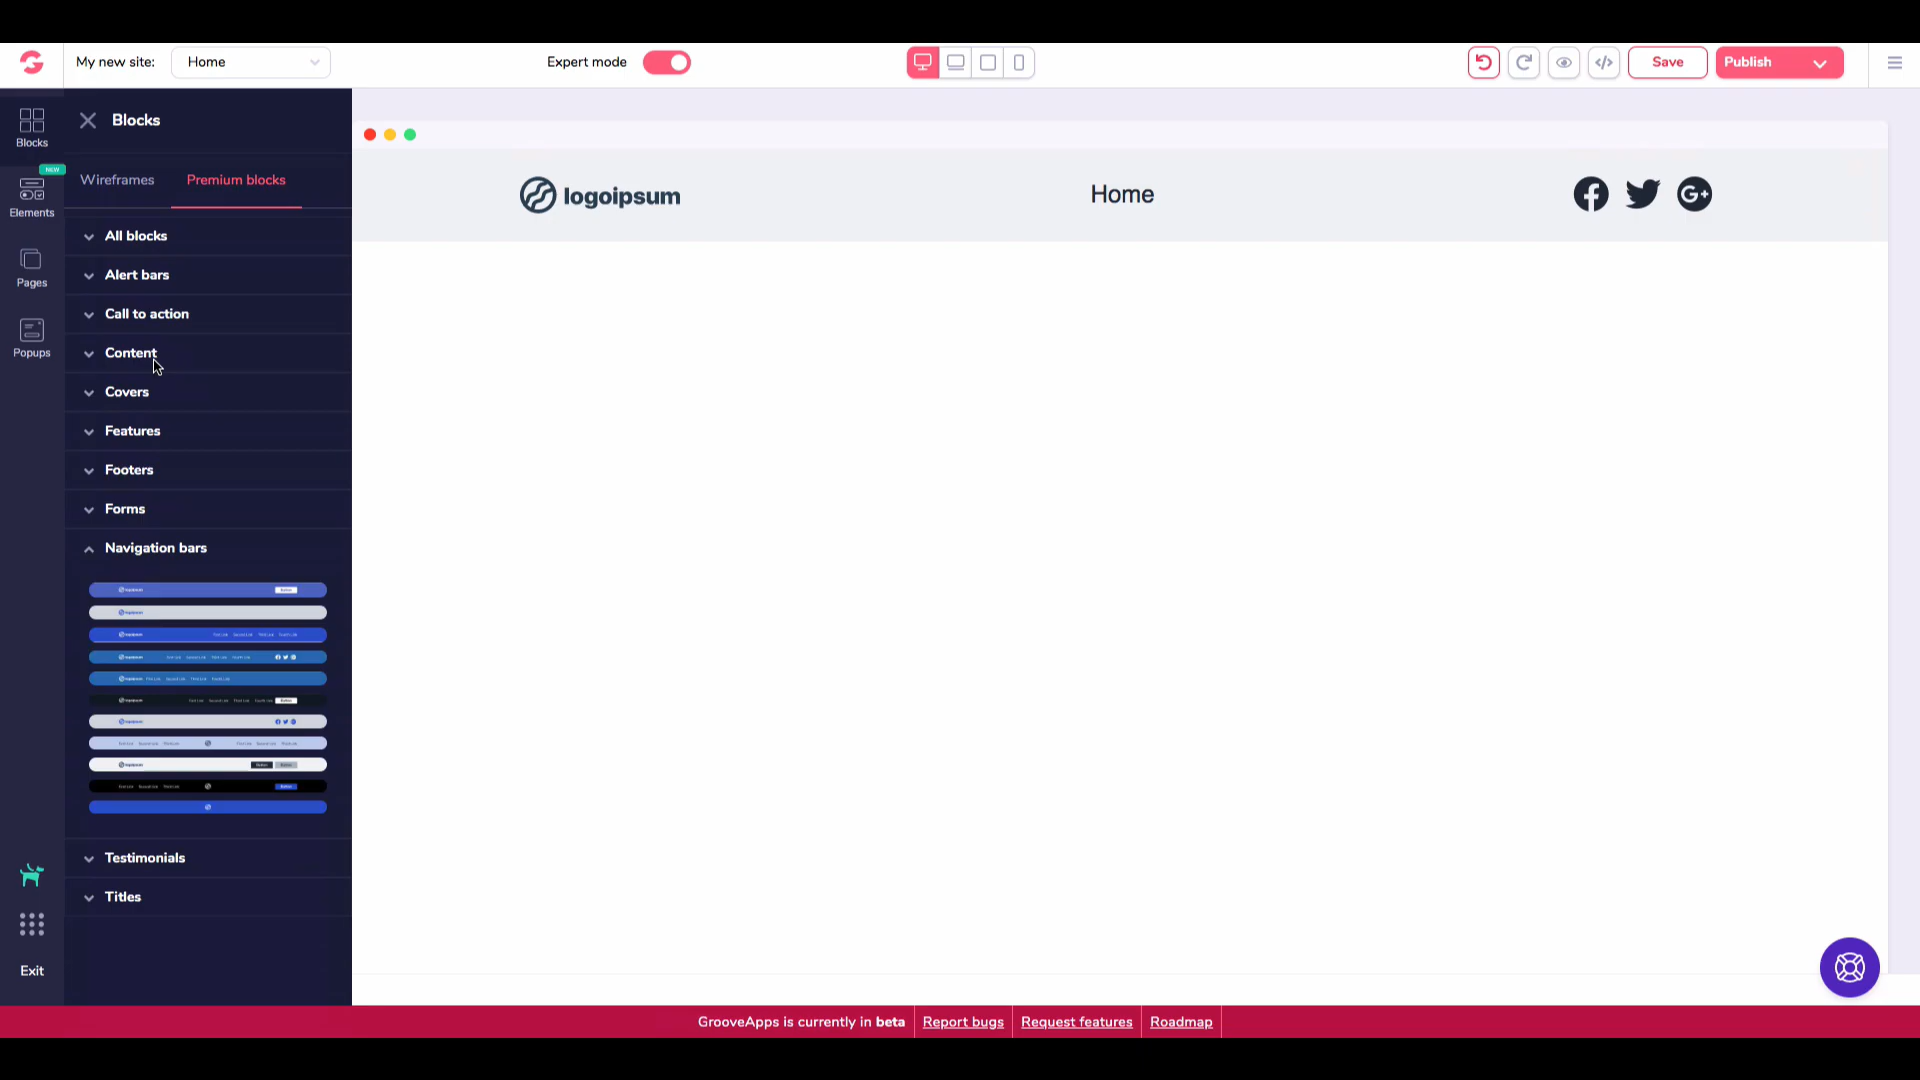 My new site:
Home
Expert mode
</>
Save
Publish
Blocks
NEW
Elements
Pages
Popups
Exit
Blocks
Wireframes
Premium blocks
All blocks
Alert bars
Call to action
Content
Covers
Features
Footers
Forms
Navigation bars
Testimonials
Titles
logoipsum
Home
G+
GrooveApps is currently in beta
Report bugs
Request features
Roadmap